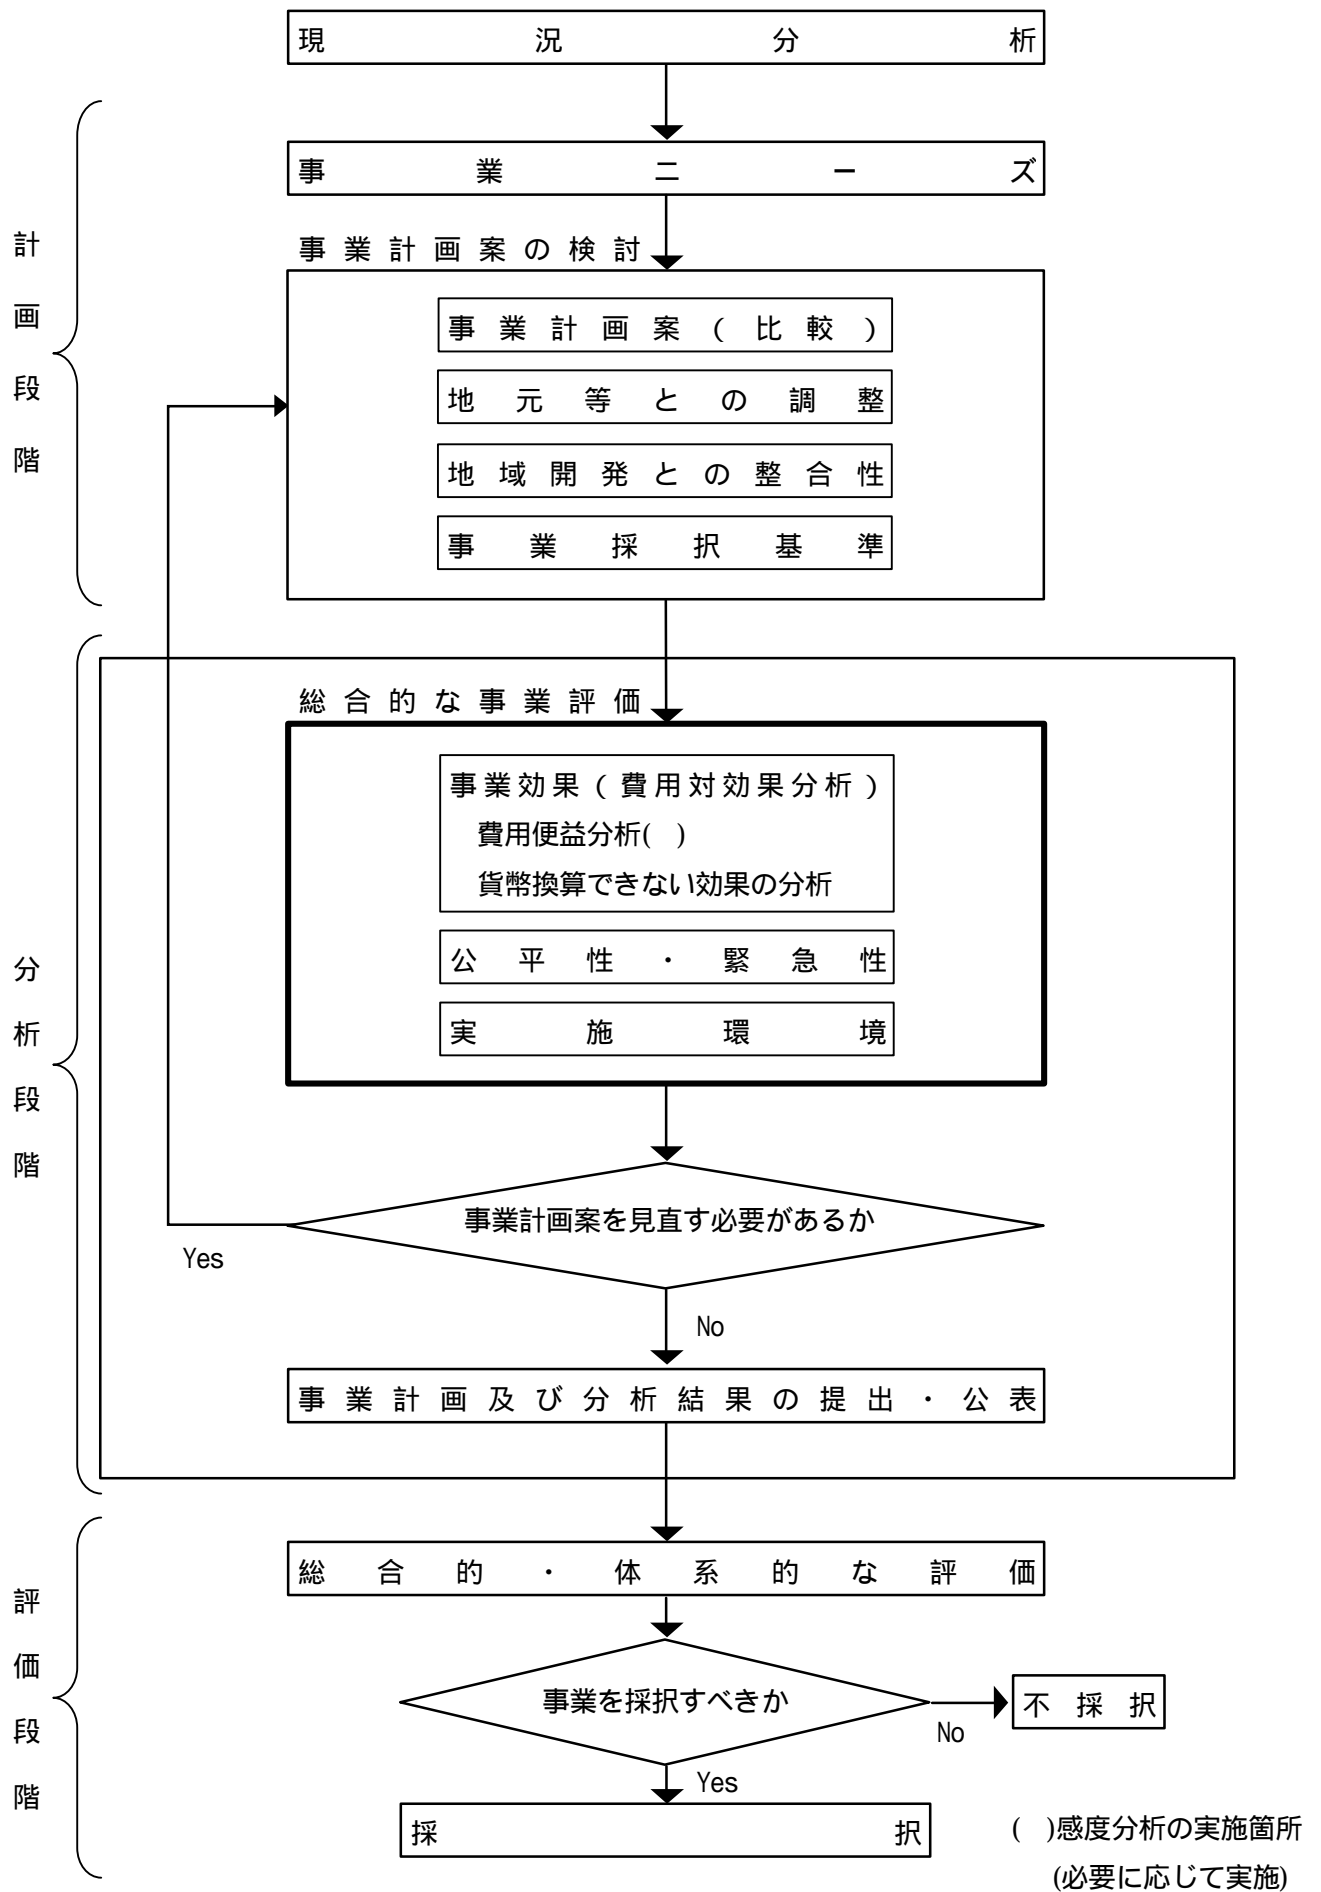 現況分析
事業ニーズ
計画段階
事業計画案の検討
事業計画案(比較)
地元等との調整
地域開発との整合性
事業採択基準
分析段階
総合的な事業評価
事業効果(費用対効果分析)
費用便益分析( )
貨幣換算できない効果の分析
公平性・緊急性
実施環境
事業計画案を見直す必要があるか
Yes
No
事業計画及び分析結果の提出・公表
評価段階
総合的・体系的な評価
事業を採択すべきか
No
不採択
Yes
採択
( )感度分析の実施箇所
(必要に応じて実施)